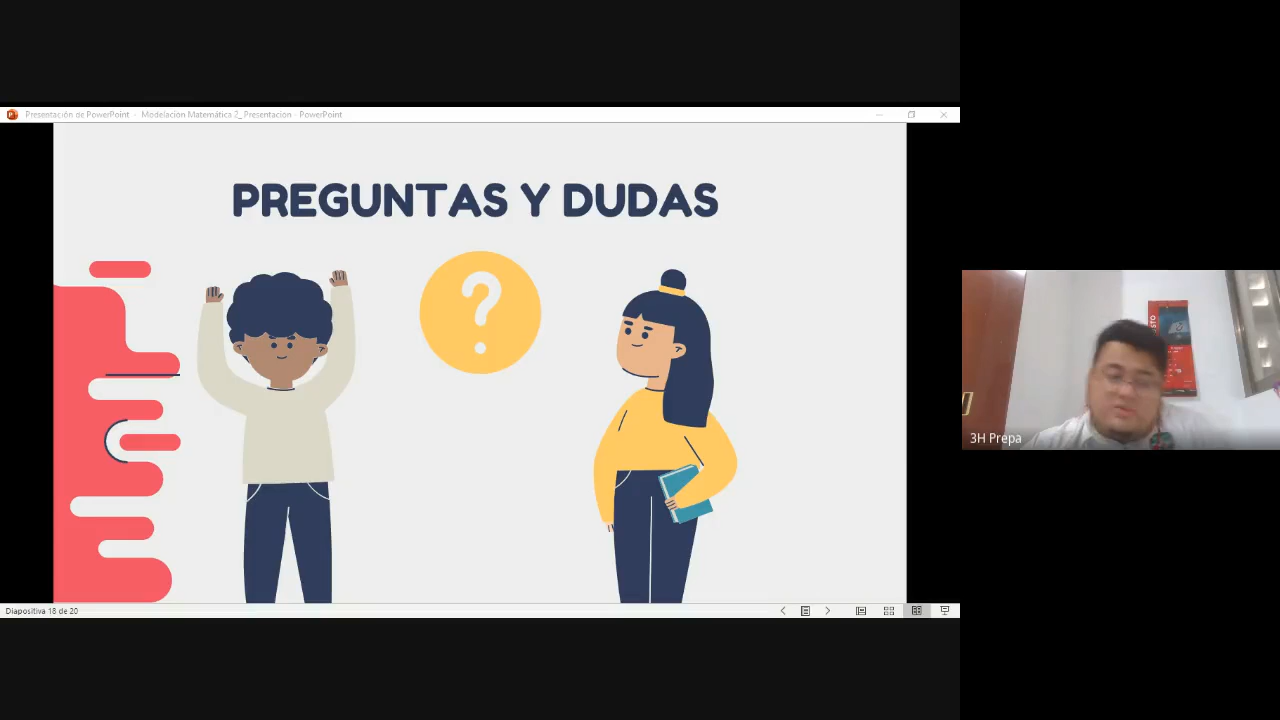 Presentación de PowerPoint - Modelación Matemática 2_Presentación - PowerPoint
PREGUNTAS Y DUDAS
?
3H Prepa
Diapositiva 18 de 20